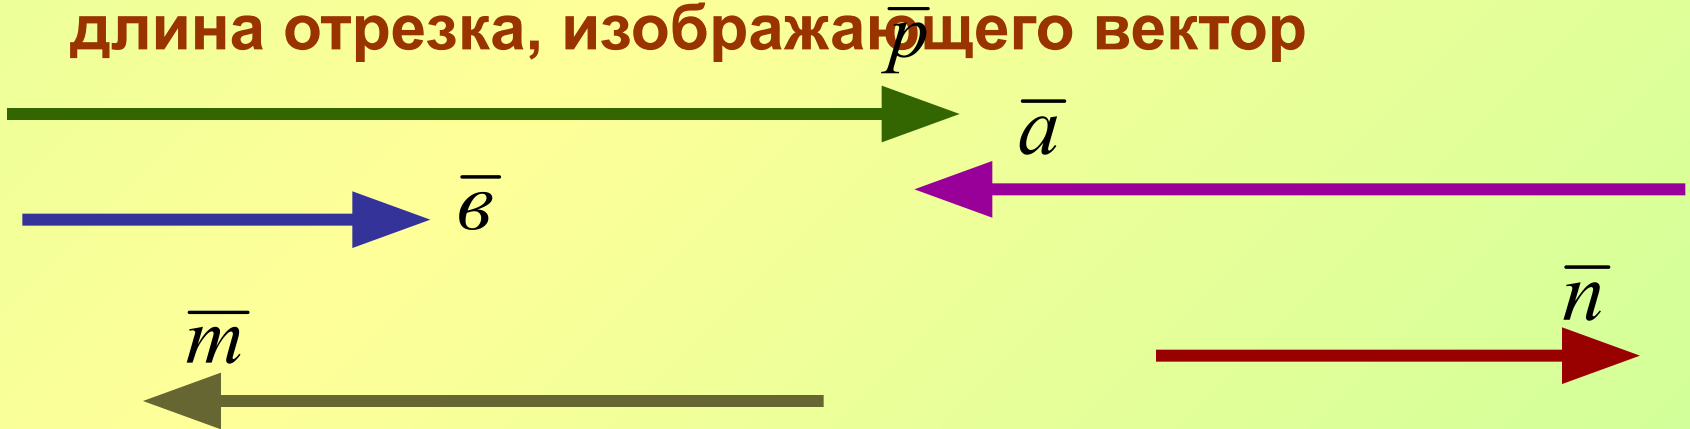 длина отрезка, изображающего вектор
p̅
a̅
в̅
n̅
m̅